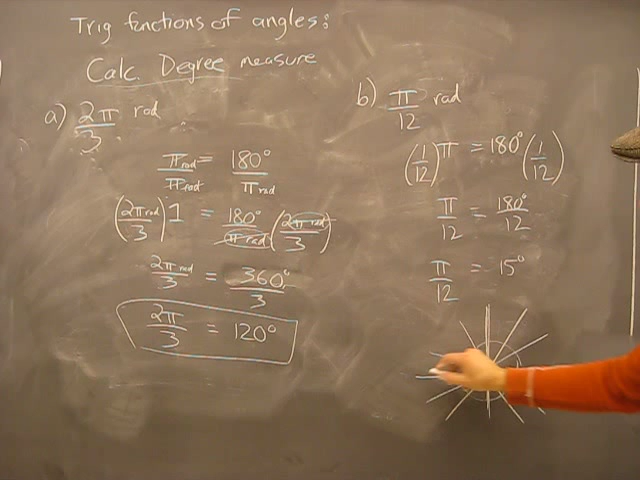 Trig functions of angles:
Calc. Degree measure
a) 2π/3 rad
π rad/π rad = 180°/π rad
(2π rad/3) 1 = 180°/π rad (2π rad/3)
2π rad/3 = 360°/3
2π/3 = 120°
b) π/12 rad
(1/12) π = 180° (1/12)
π/12 = 180°/12
π/12 = 15°